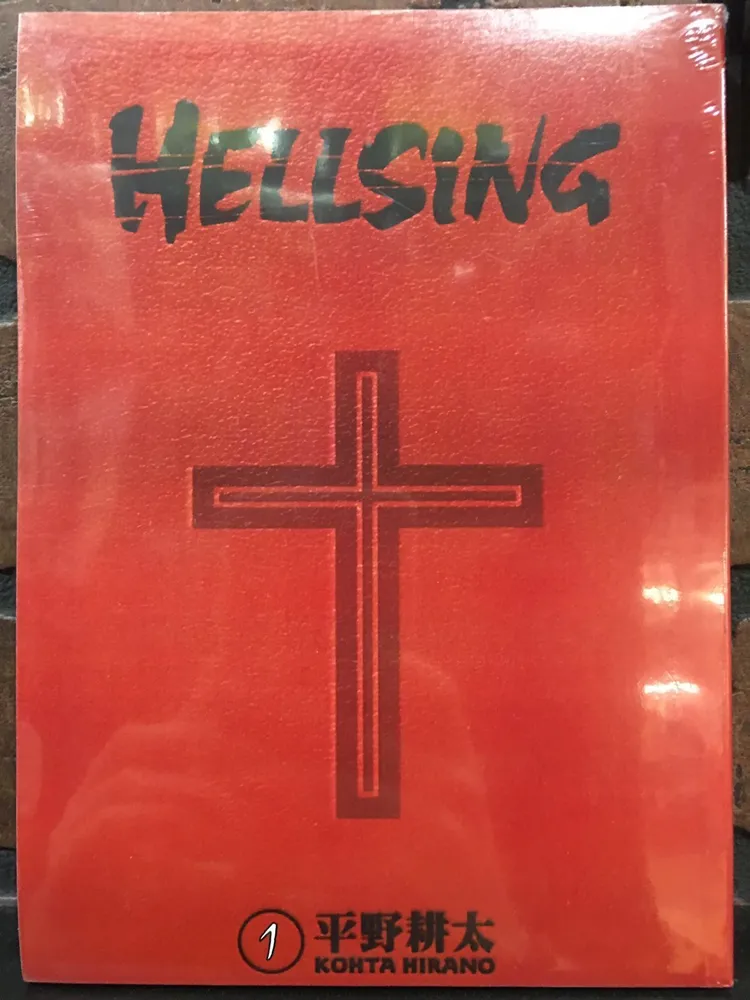 HELLSiNG
1
平野耕太
KOHTA HIRANO